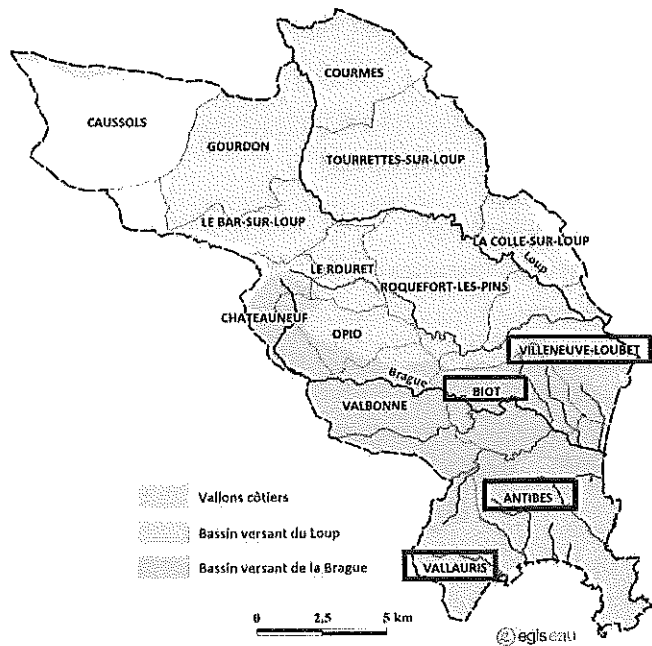 COURMES
CAUSSOLS
GOURDON
TOURRETTES-SUR-LOUP
LE BAR-SUR-LOUP
LA COLLE-SUR-LOUP
Loup
LE ROURET
ROQUEFORT-LES-PINS
CHATEAUNEUF
OPIO
VILLENEUVE-LOUBET
Brague
BIOT
VALBONNE
Vallons côtiers
ANTIBES
Bassin versant du Loup
Bassin versant de la Brague
VALLAURIS
0 2,5 5 km
egis eau